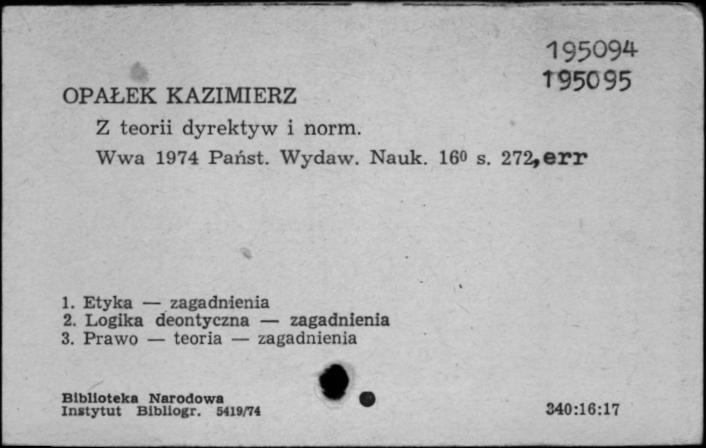 195094
195095
OPAŁEK KAZIMIERZ
Z teorii dyrektyw i norm.
Wwa 1974 Państ. Wydaw. Nauk. 16⁰ s. 272,err
1. Etyka — zagadnienia
2. Logika deontyczna — zagadnienia
3. Prawo — teoria — zagadnienia
Biblioteka Narodowa
Instytut Bibliogr. 5419/74
340:16:17